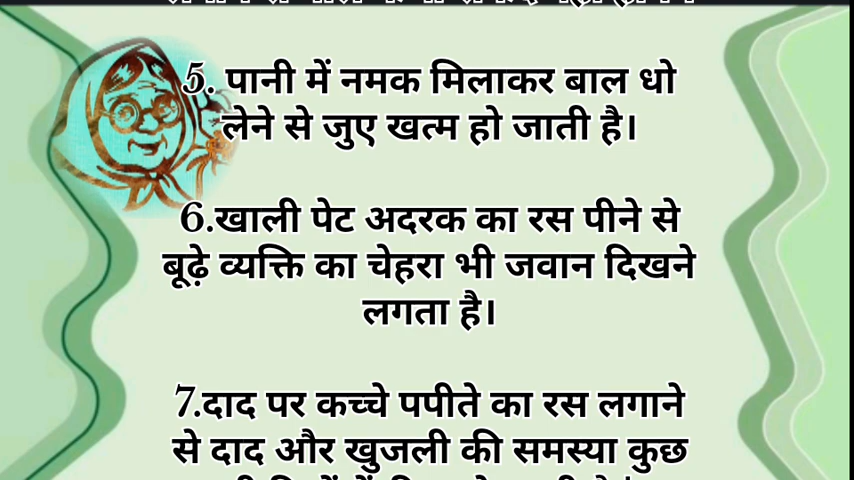 5. पानी में नमक मिलाकर बाल धो
लेने से जुए खत्म हो जाती है।
6.खाली पेट अदरक का रस पीने से
बूढ़े व्यक्ति का चेहरा भी जवान दिखने
लगता है।
7.दाद पर कच्चे पपीते का रस लगाने
से दाद और खुजली की समस्या कुछ